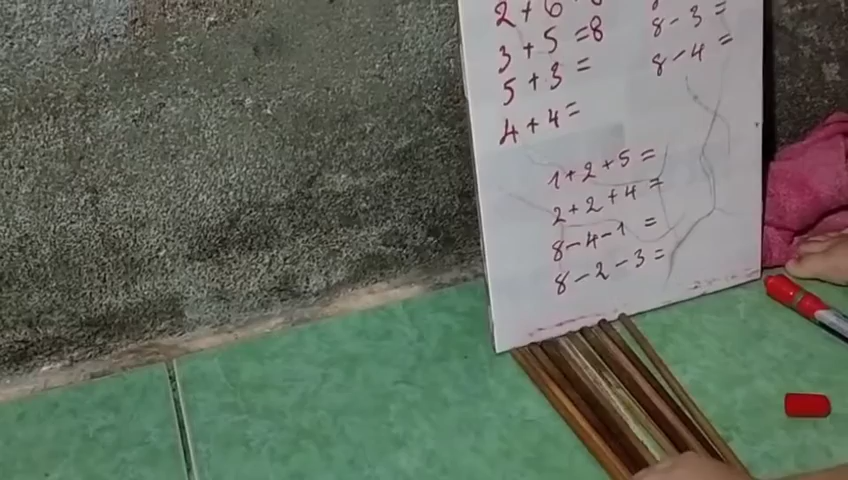 2 + 6
3 + 5 = 8
5 + 3 =
4 + 4 =
8 - 3 =
8 - 4 =
1 + 2 + 5 =
2 + 2 + 4 =
8 - 4 - 1 =
8 - 2 - 3 =